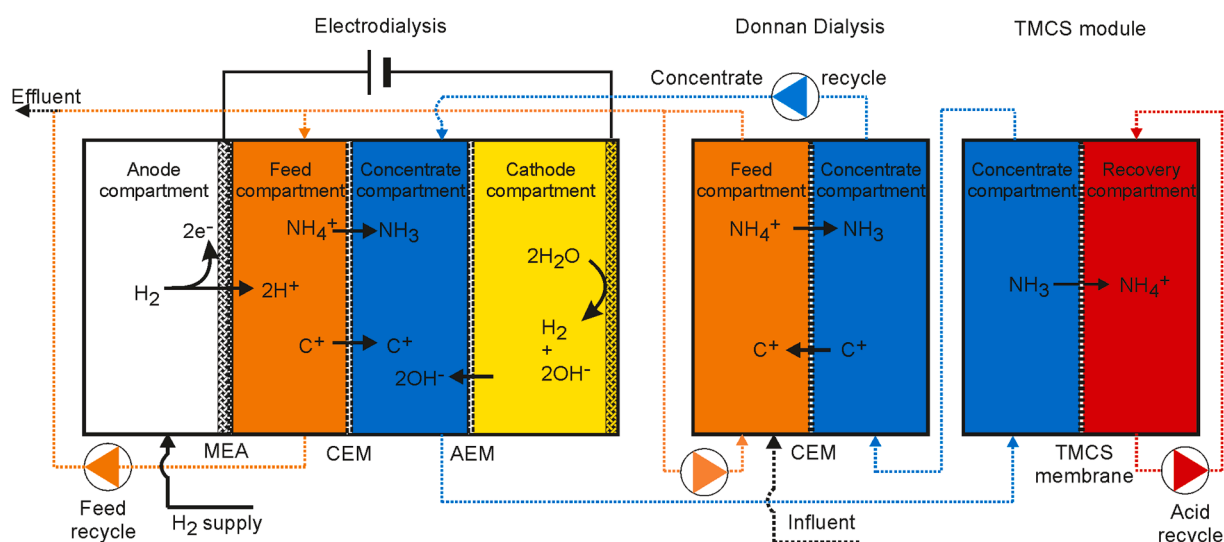 Electrodialysis
Donnan Dialysis
TMCS module
Effluent
Concentrate
recycle
Anode
compartment
Feed
compartment
Concentrate
compartment
Cathode
compartment
Feed
compartment
Concentrate
compartment
Concentrate
compartment
Recovery
compartment
2e⁻
NH₄⁺
NH₃
H₂
2H⁺
C⁺
C⁺
2OH⁻
2H₂O
H₂
+
2OH⁻
NH₄⁺
NH₃
C⁺
C⁺
NH₃
NH₄⁺
MEA
CEM
AEM
CEM
TMCS
membrane
Feed
recycle
H₂ supply
Influent
Acid
recycle